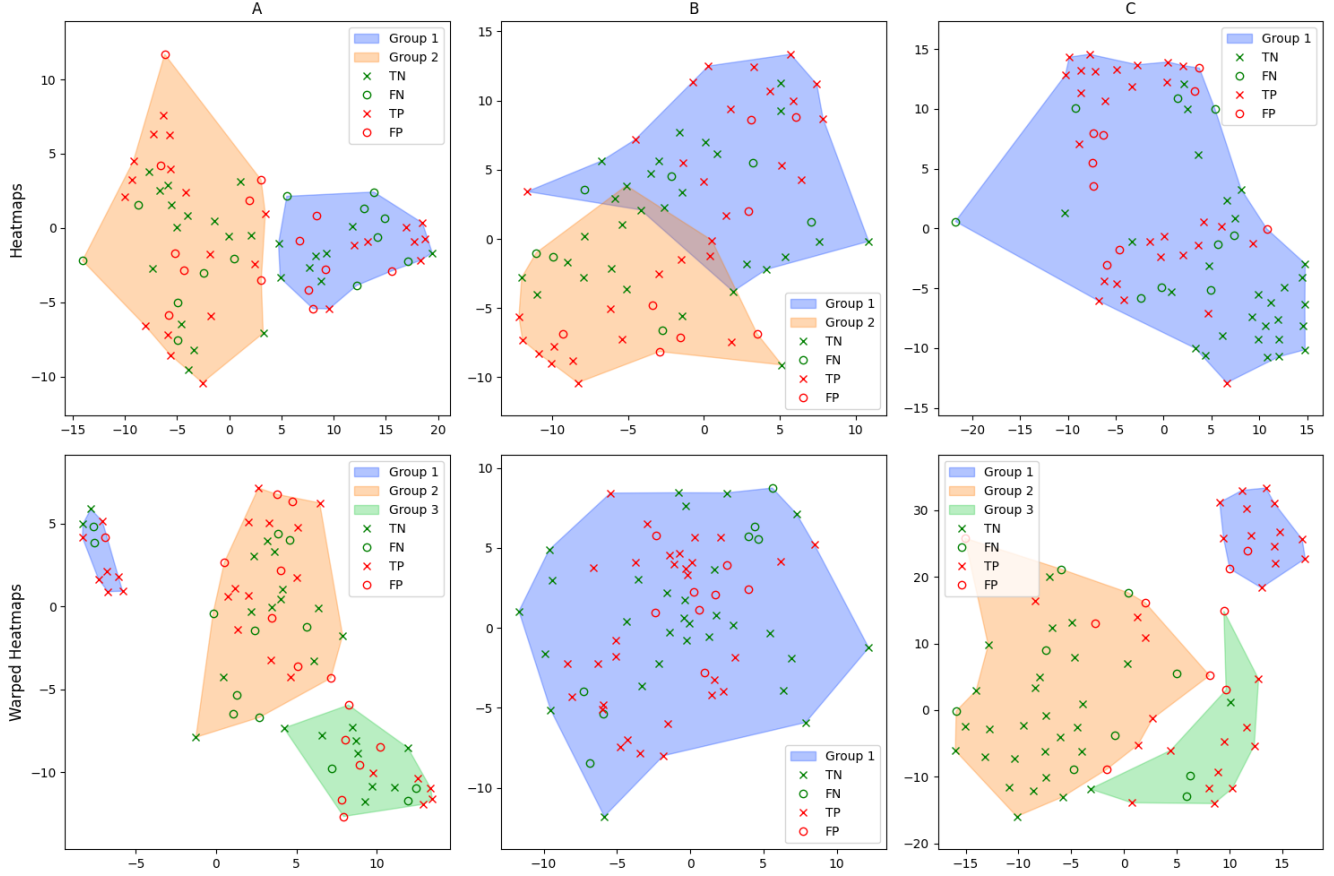 A
B
C
Heatmaps
Group 1
Group 2
TN
FN
TP
FP
10
5
0
−5
−10
−15 −10 −5 0 5 10 15 20
15
10
5
0
−5
−10
Group 1
Group 2
TN
FN
TP
FP
−10 −5 0 5 10
15
10
5
0
−5
−10
−15
Group 1
TN
FN
TP
FP
−20 −15 −10 −5 0 5 10 15
Warped Heatmaps
Group 1
Group 2
Group 3
TN
FN
TP
FP
5
0
−5
−10
−5 0 5 10
10
5
0
−5
−10
Group 1
TN
FN
TP
FP
−10 −5 0 5 10
30
20
10
0
−10
−20
Group 1
Group 2
Group 3
TN
FN
TP
FP
−15 −10 −5 0 5 10 15